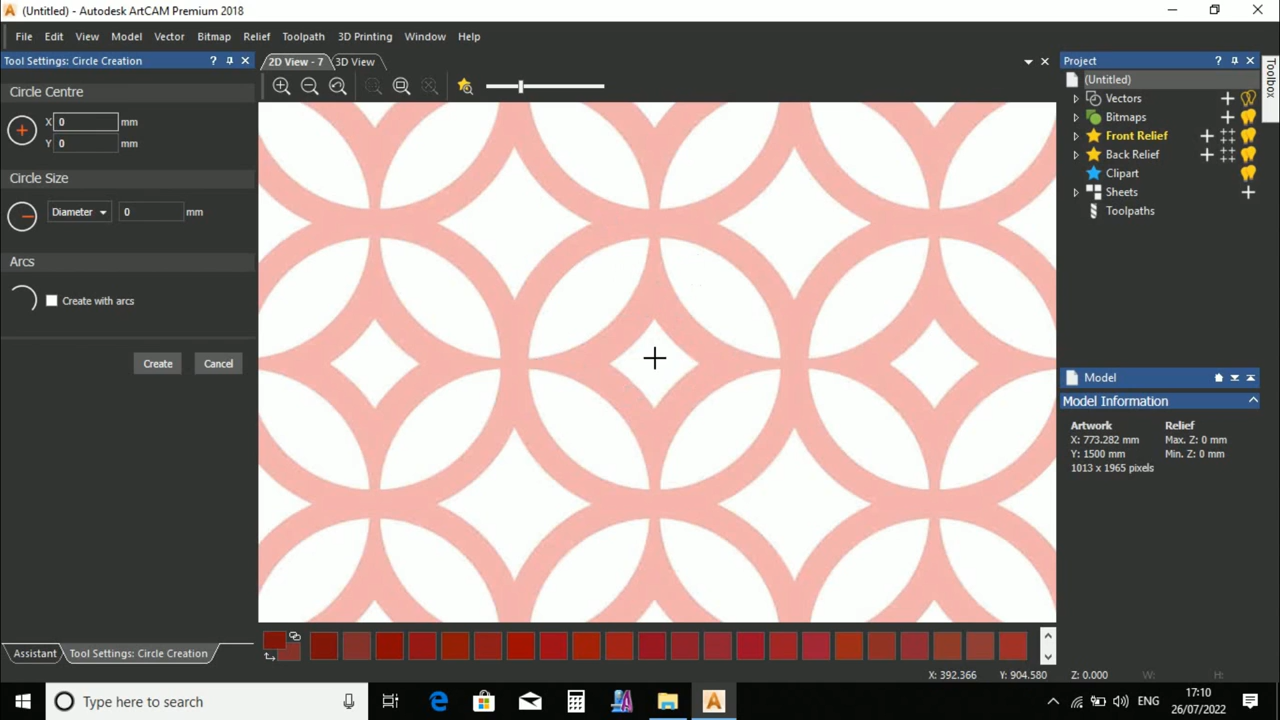 (Untitled) - Autodesk ArtCAM Premium 2018
File Edit View Model Vector Bitmap Relief Toolpath 3D Printing Window Help
Tool Settings: Circle Creation ?
2D View - 7 3D View
Project ?
Toolbox
Circle Centre
X 0 mm
Y 0 mm
Circle Size
Diameter 0 mm
Arcs
Create with arcs
Create Cancel
(Untitled)
Vectors
Bitmaps
Front Relief
Back Relief
Clipart
Sheets
Toolpaths
Model
Model Information
Artwork Relief
X: 773.282 mm Max. Z: 0 mm
Y: 1500 mm Min. Z: 0 mm
1013 x 1965 pixels
Assistant Tool Settings: Circle Creation
X: 392.366 Y: 904.580 Z: 0.000 W: H:
Type here to search
ENG
17:10
26/07/2022